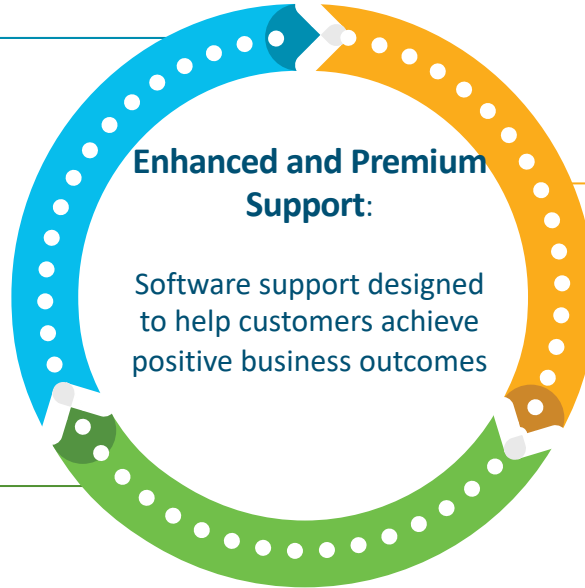 Enhanced and Premium
Support:
Software support designed
to help customers achieve
positive business outcomes